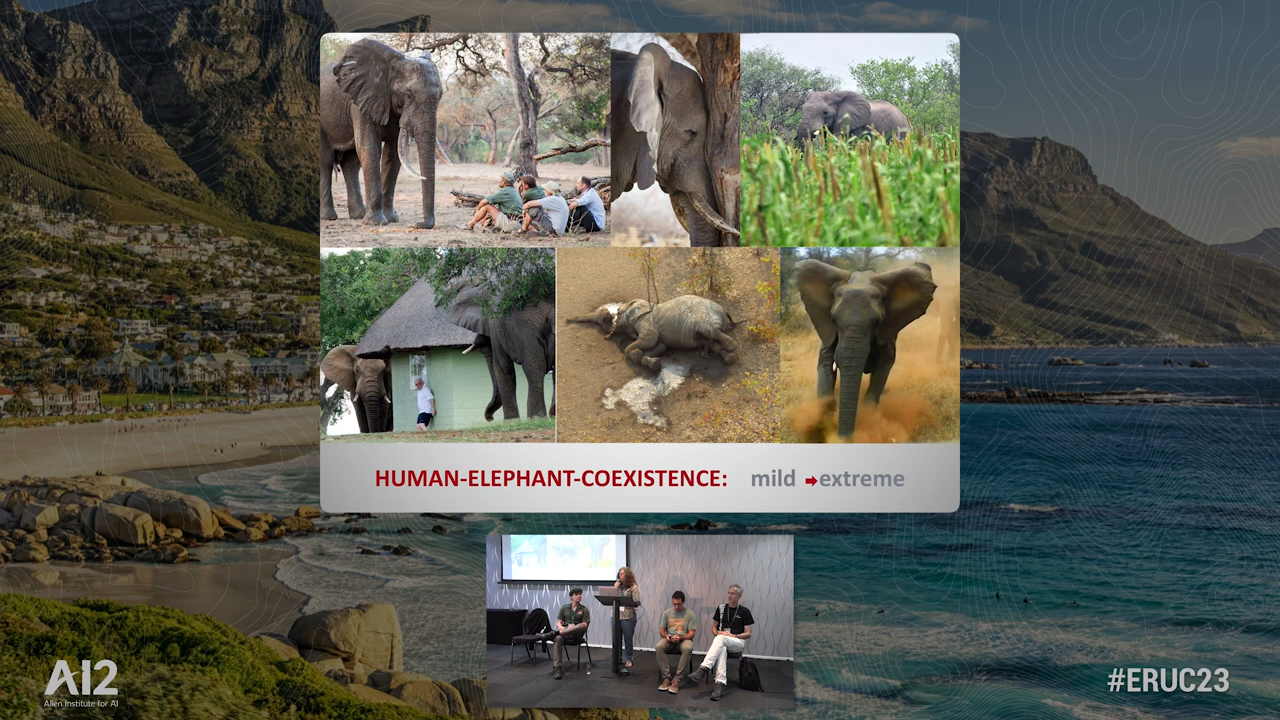 HUMAN-ELEPHANT-COEXISTENCE: mild ➡extreme
AI2
Allen Institute for AI
#ERUC23